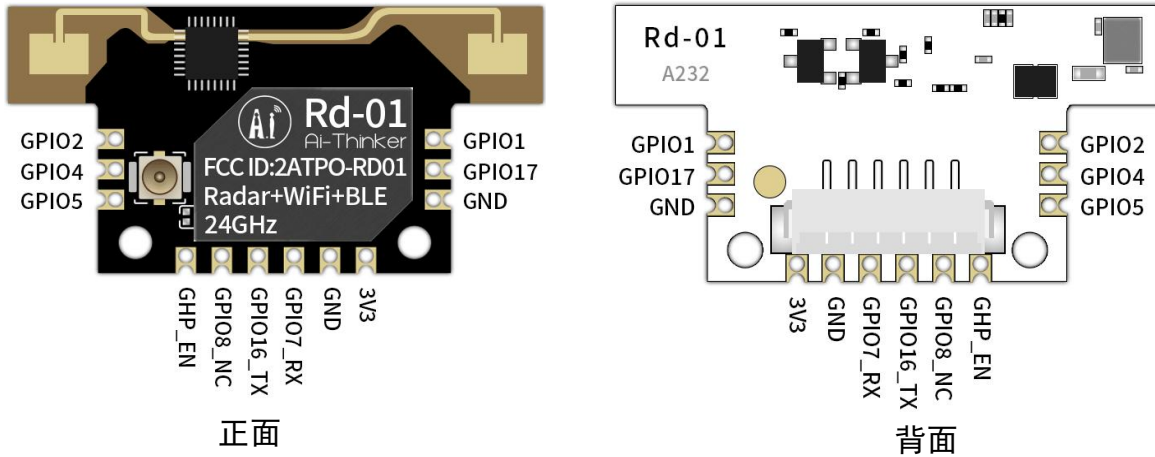 GPIO2
GPIO4
GPIO5
A.i
Rd-01
Ai-Thinker
FCC ID:2ATPO-RD01
Radar+WiFi+BLE
24GHz
GPIO1
GPIO17
GND
GHP_EN
GPIO8_NC
GPIO16_TX
GPIO7_RX
GND
3V3
正面
Rd-01
A232
GPIO1
GPIO17
GND
GPIO2
GPIO4
GPIO5
3V3
GND
GPIO7_RX
GPIO16_TX
GPIO8_NC
GHP_EN
背面